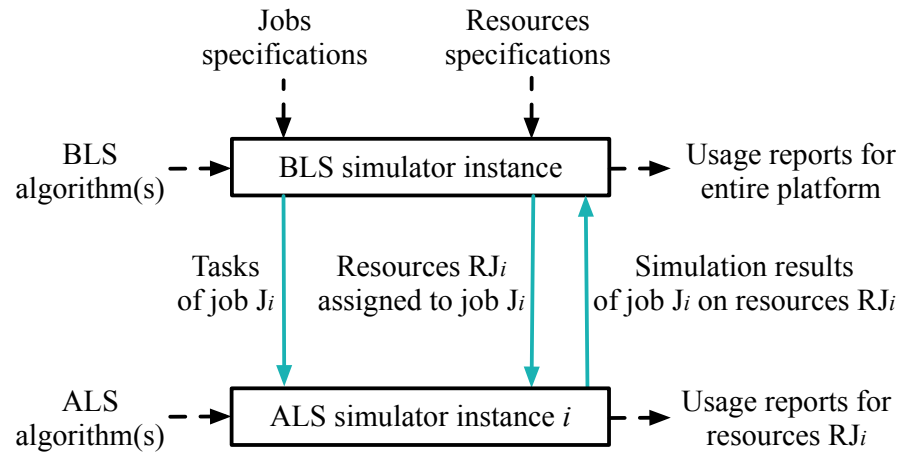 Jobs
specifications
Resources
specifications
BLS
algorithm(s)
BLS simulator instance
Usage reports for
entire platform
Tasks
of job Ji
Resources RJi
assigned to job Ji
Simulation results
of job Ji on resources RJi
ALS
algorithm(s)
ALS simulator instance i
Usage reports for
resources RJi